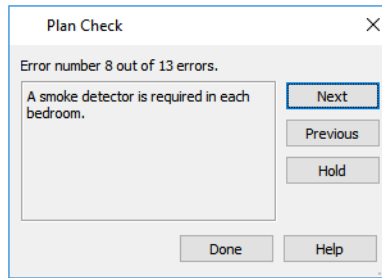 Plan Check
Error number 8 out of 13 errors.
A smoke detector is required in each
bedroom.
Next
Previous
Hold
Done
Help